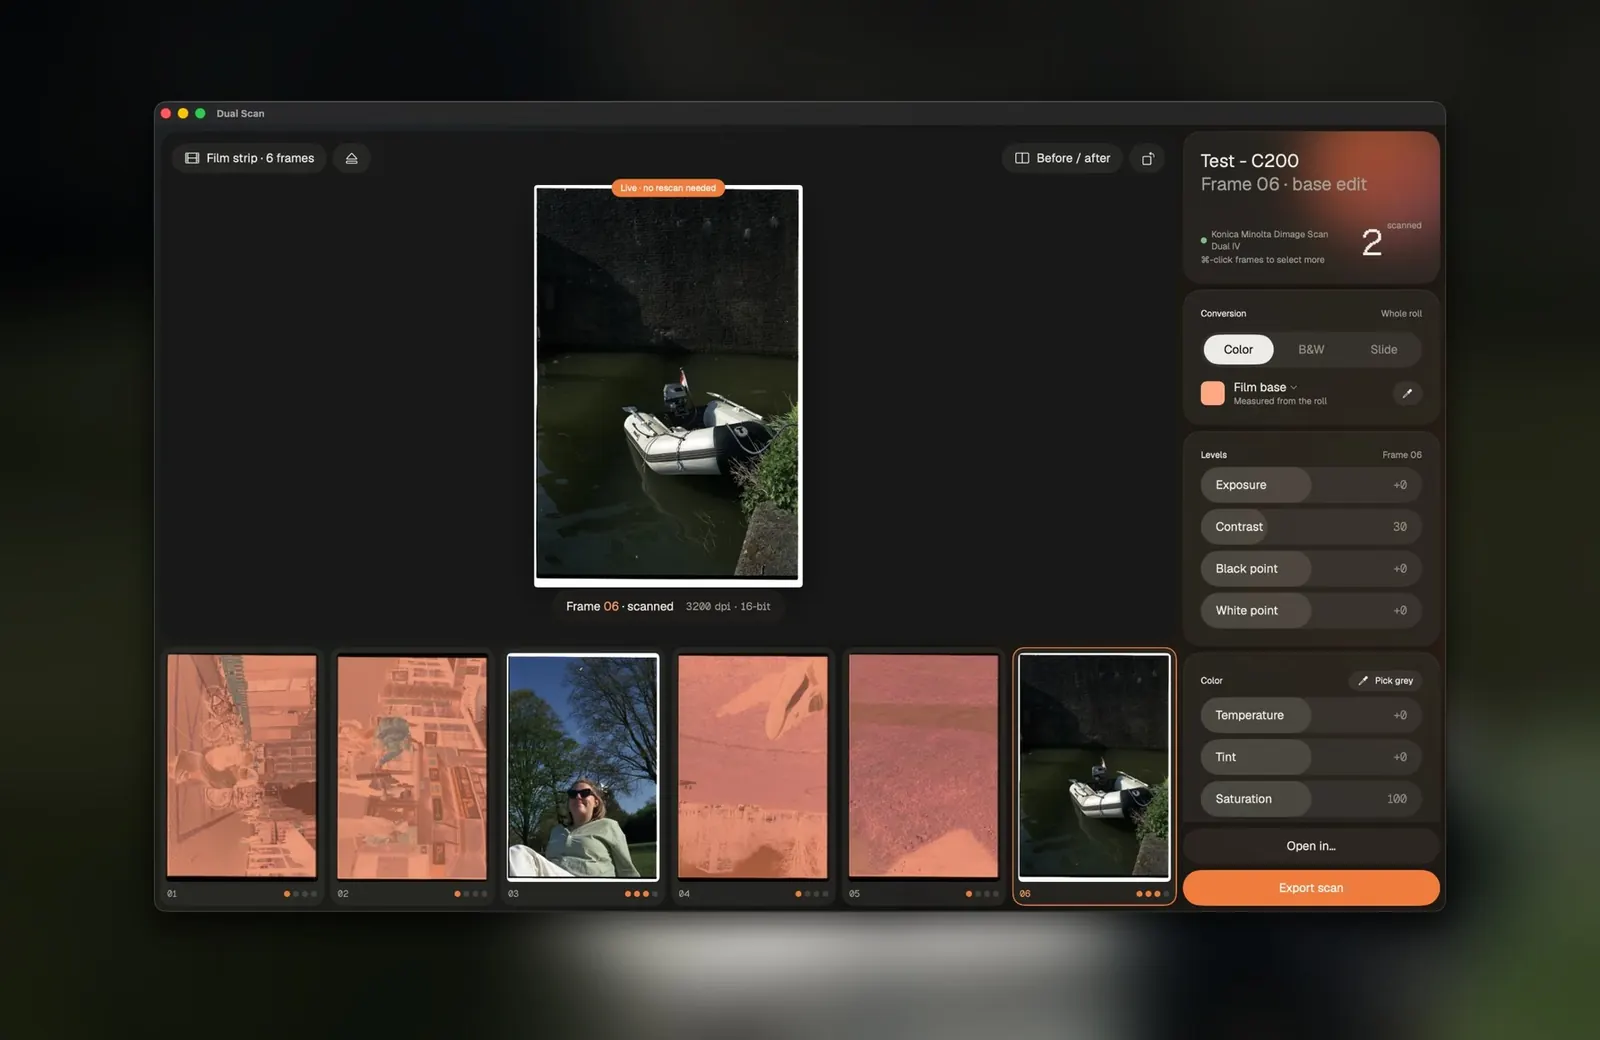 Dual Scan
Film strip · 6 frames
Before / after
Live · no rescan needed
Frame 06 · scanned 3200 dpi · 16-bit
01
02
03
04
05
06
Test - C200
Frame 06 · base edit
Konica Minolta Dimage Scan
Dual IV
⌘-click frames to select more
2 scanned
Conversion Whole roll
Color B&W Slide
Film base
Measured from the roll
Levels Frame 06
Exposure +0
Contrast 30
Black point +0
White point +0
Color Pick grey
Temperature +0
Tint +0
Saturation 100
Open in…
Export scan